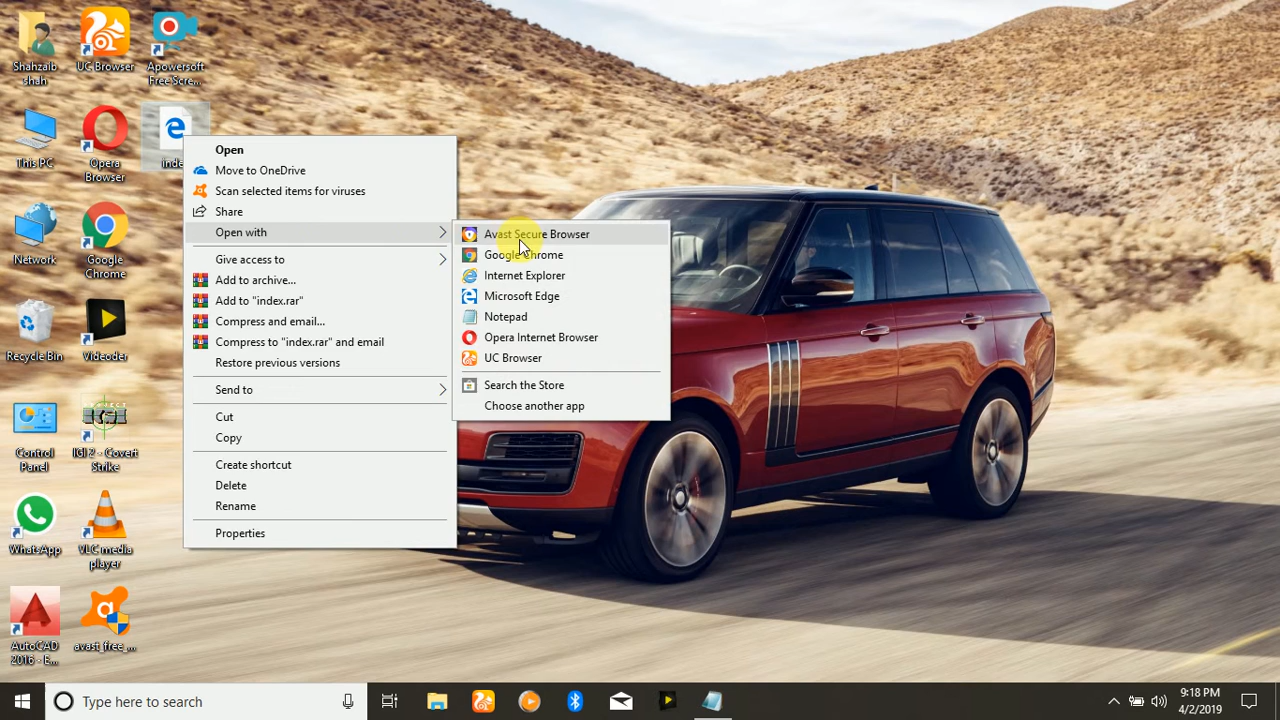 Shahzaib
shah
UC Browser
Apowersoft
Free Scre...
This PC
Opera
Browser
inde
Network
Google
Chrome
Recycle Bin
Videoder
Control
Panel
IGI 2 - Covert
Strike
WhatsApp
VLC media
player
AutoCAD
2016 - E...
avast_free_...
Open
Move to OneDrive
Scan selected items for viruses
Share
Open with
Give access to
Add to archive...
Add to "index.rar"
Compress and email...
Compress to "index.rar" and email
Restore previous versions
Send to
Cut
Copy
Create shortcut
Delete
Rename
Properties
Avast Secure Browser
Google Chrome
Internet Explorer
Microsoft Edge
Notepad
Opera Internet Browser
UC Browser
Search the Store
Choose another app
Type here to search
9:18 PM
4/2/2019